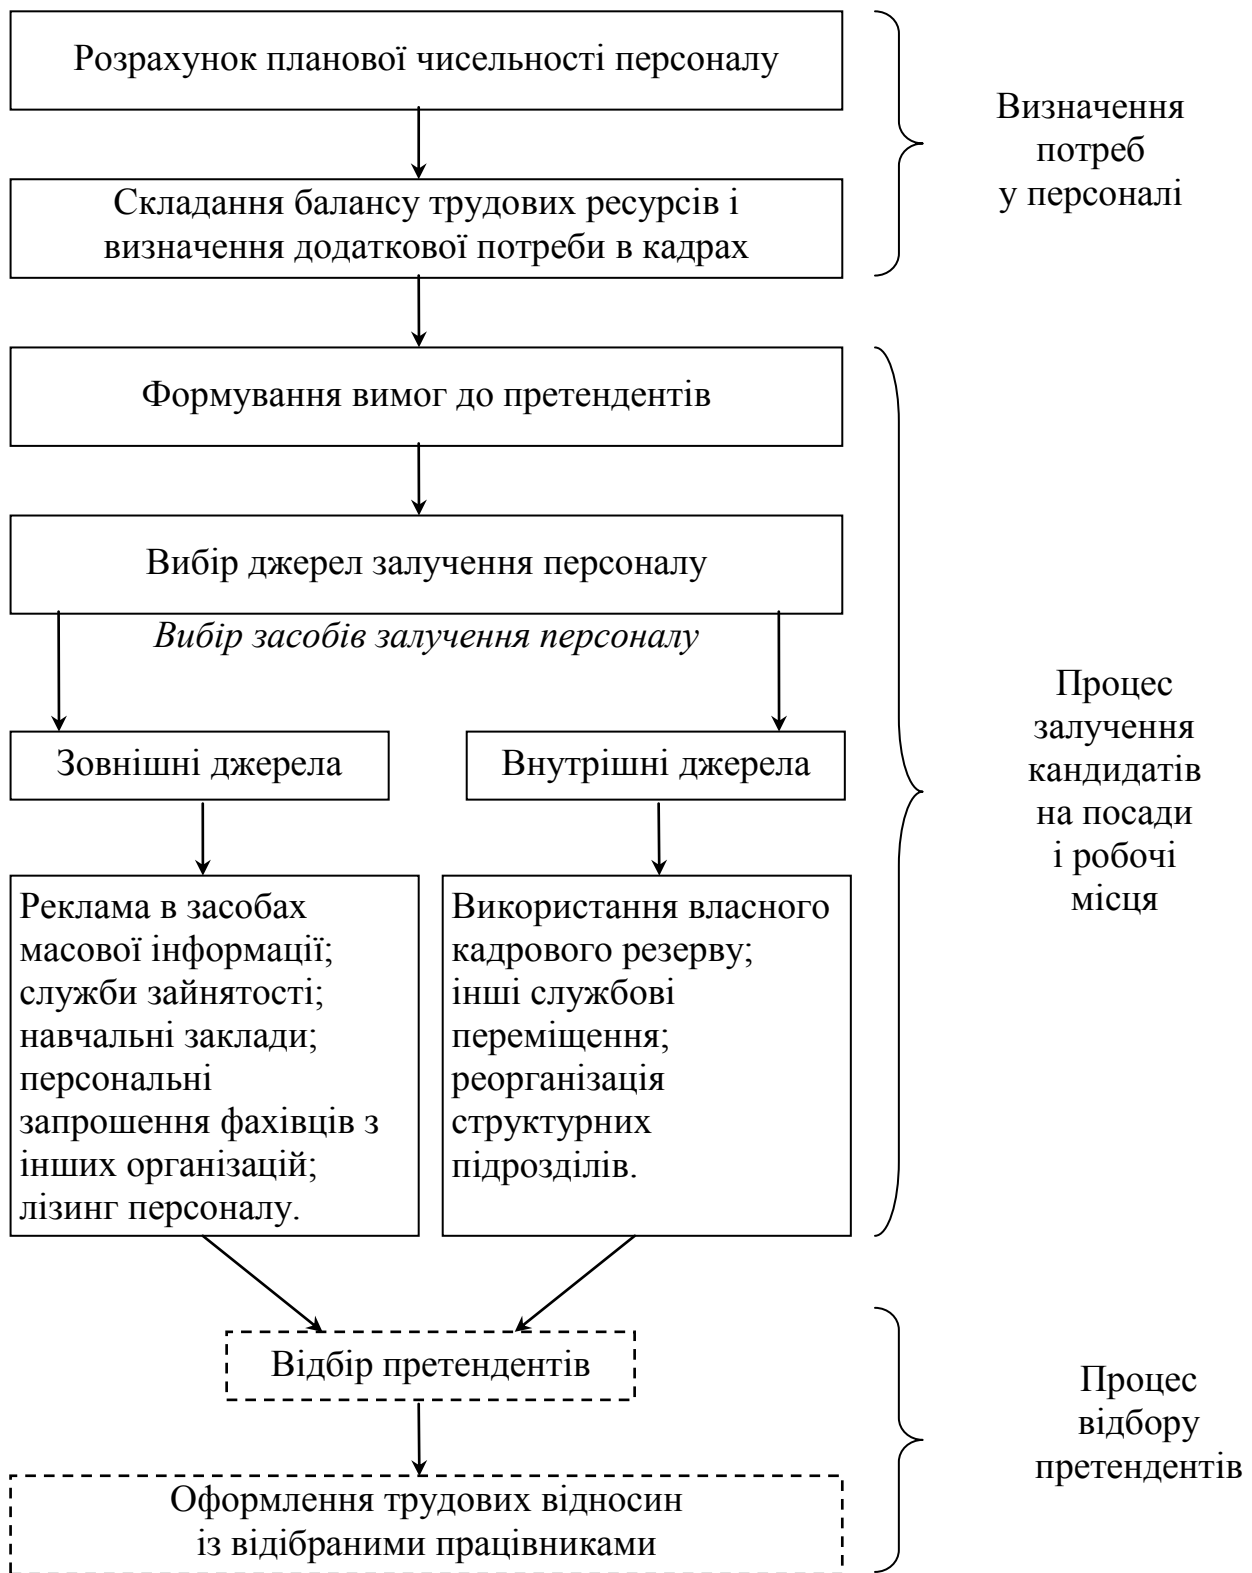 Розрахунок планової чисельності персоналу
Визначення
потреб
у персоналі
Складання балансу трудових ресурсів і
визначення додаткової потреби в кадрах
Формування вимог до претендентів
Вибір джерел залучення персоналу
Вибір засобів залучення персоналу
Зовнішні джерела
Внутрішні джерела
Процес
залучення
кандидатів
на посади
і робочі
місця
Реклама в засобах
масової інформації;
служби зайнятості;
навчальні заклади;
персональні
запрошення фахівців з
інших організацій;
лізинг персоналу.
Використання власного
кадрового резерву;
інші службові
переміщення;
реорганізація
структурних
підрозділів.
Відбір претендентів
Процес
відбору
претендентів
Оформлення трудових відносин
із відібраними працівниками